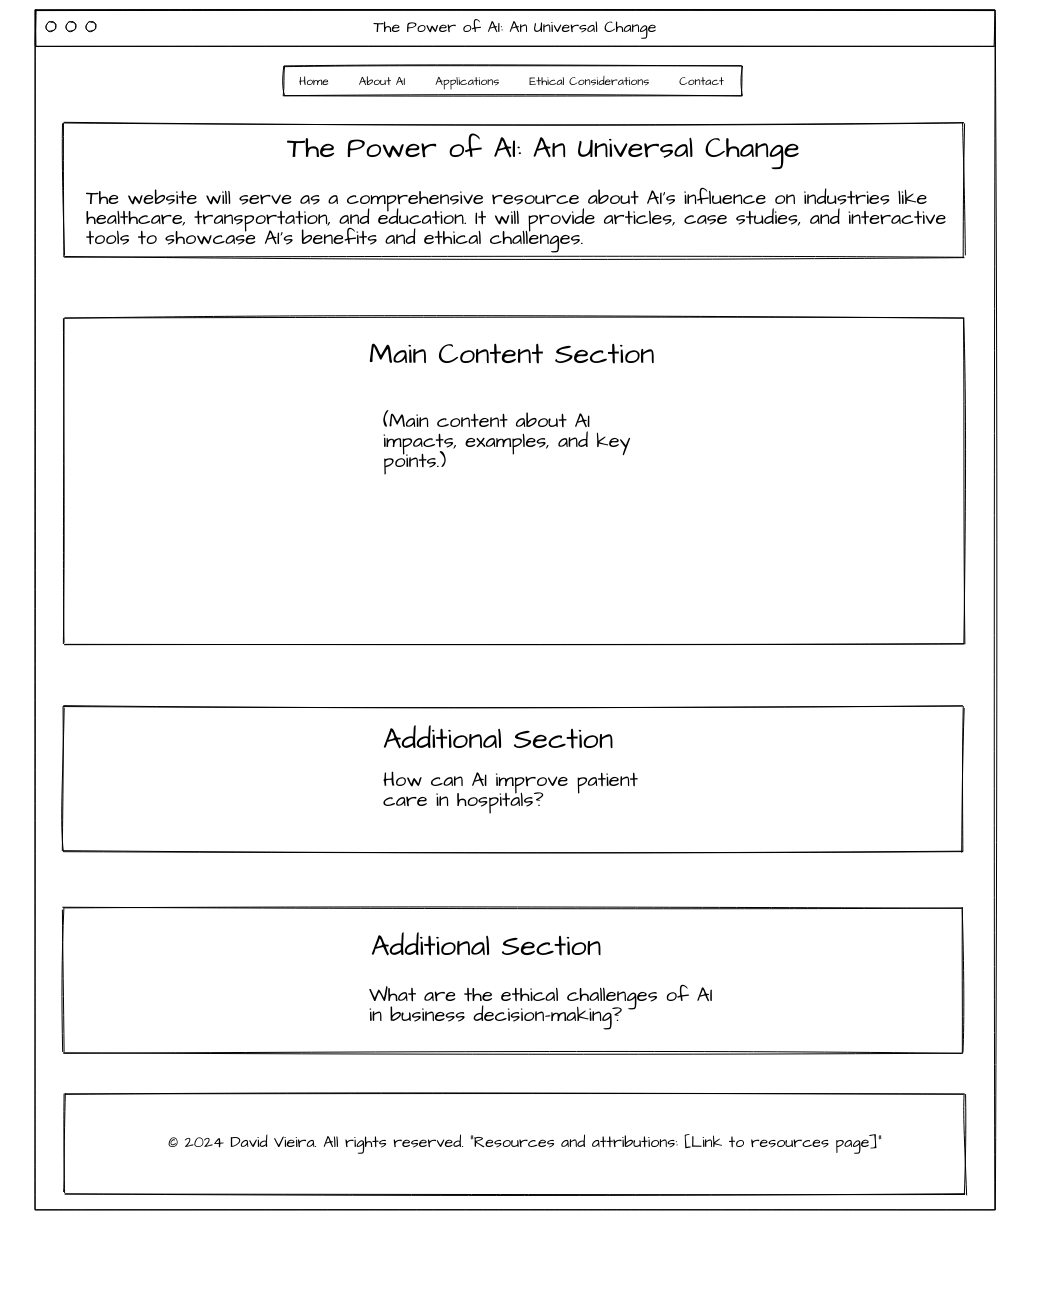 The Power of AI: An Universal Change
Home About AI Applications Ethical Considerations Contact
The Power of AI: An Universal Change
The website will serve as a comprehensive resource about AI's influence on industries like
healthcare, transportation, and education. It will provide articles, case studies, and interactive
tools to showcase AI's benefits and ethical challenges.
Main Content Section
(Main content about AI
impacts, examples, and key
points.)
Additional Section
How can AI improve patient
care in hospitals?
Additional Section
What are the ethical challenges of AI
in business decision-making?
© 2024 David Vieira. All rights reserved. "Resources and attributions: [Link to resources page]"